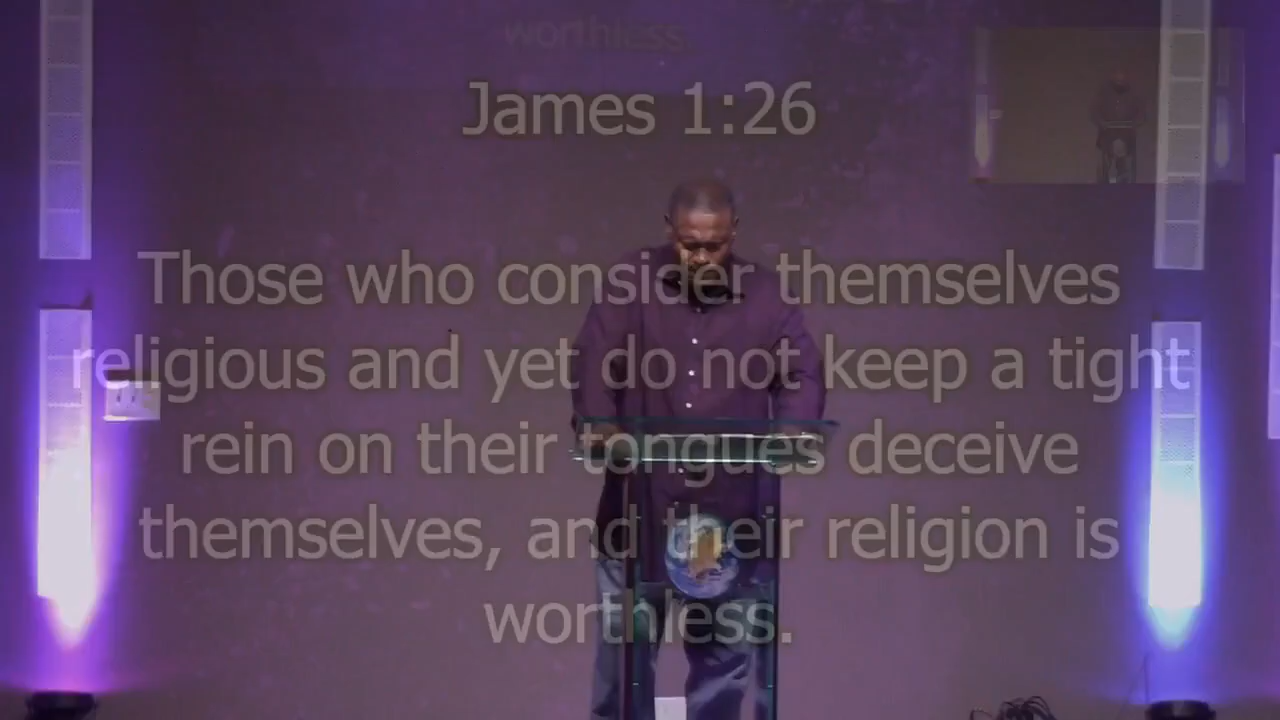 worthless.
James 1:26
Those who consider themselves
religious and yet do not keep a tight
rein on their tongues deceive
themselves, and their religion is
worthless.